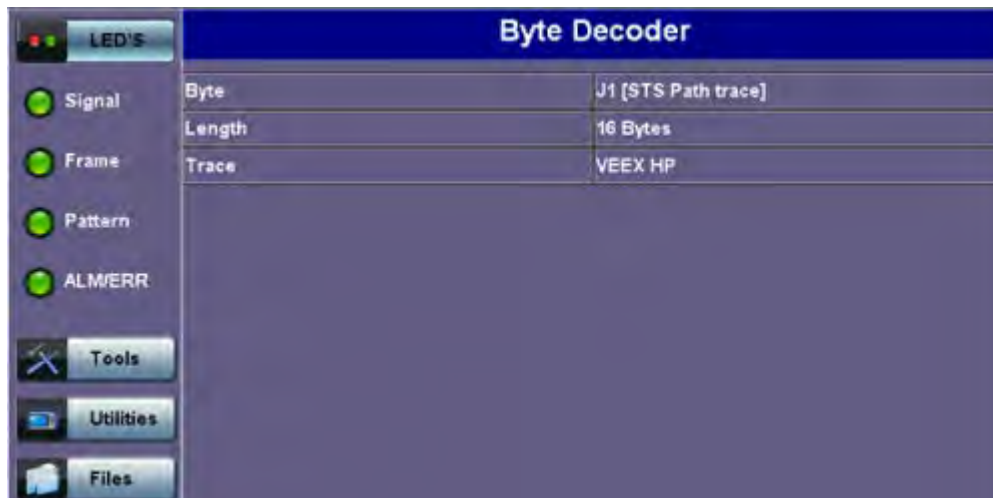 LED'S
Byte Decoder
Signal
Byte
J1 [STS Path trace]
Length
16 Bytes
Frame
Trace
VEEX HP
Pattern
ALM/ERR
Tools
Utilities
Files